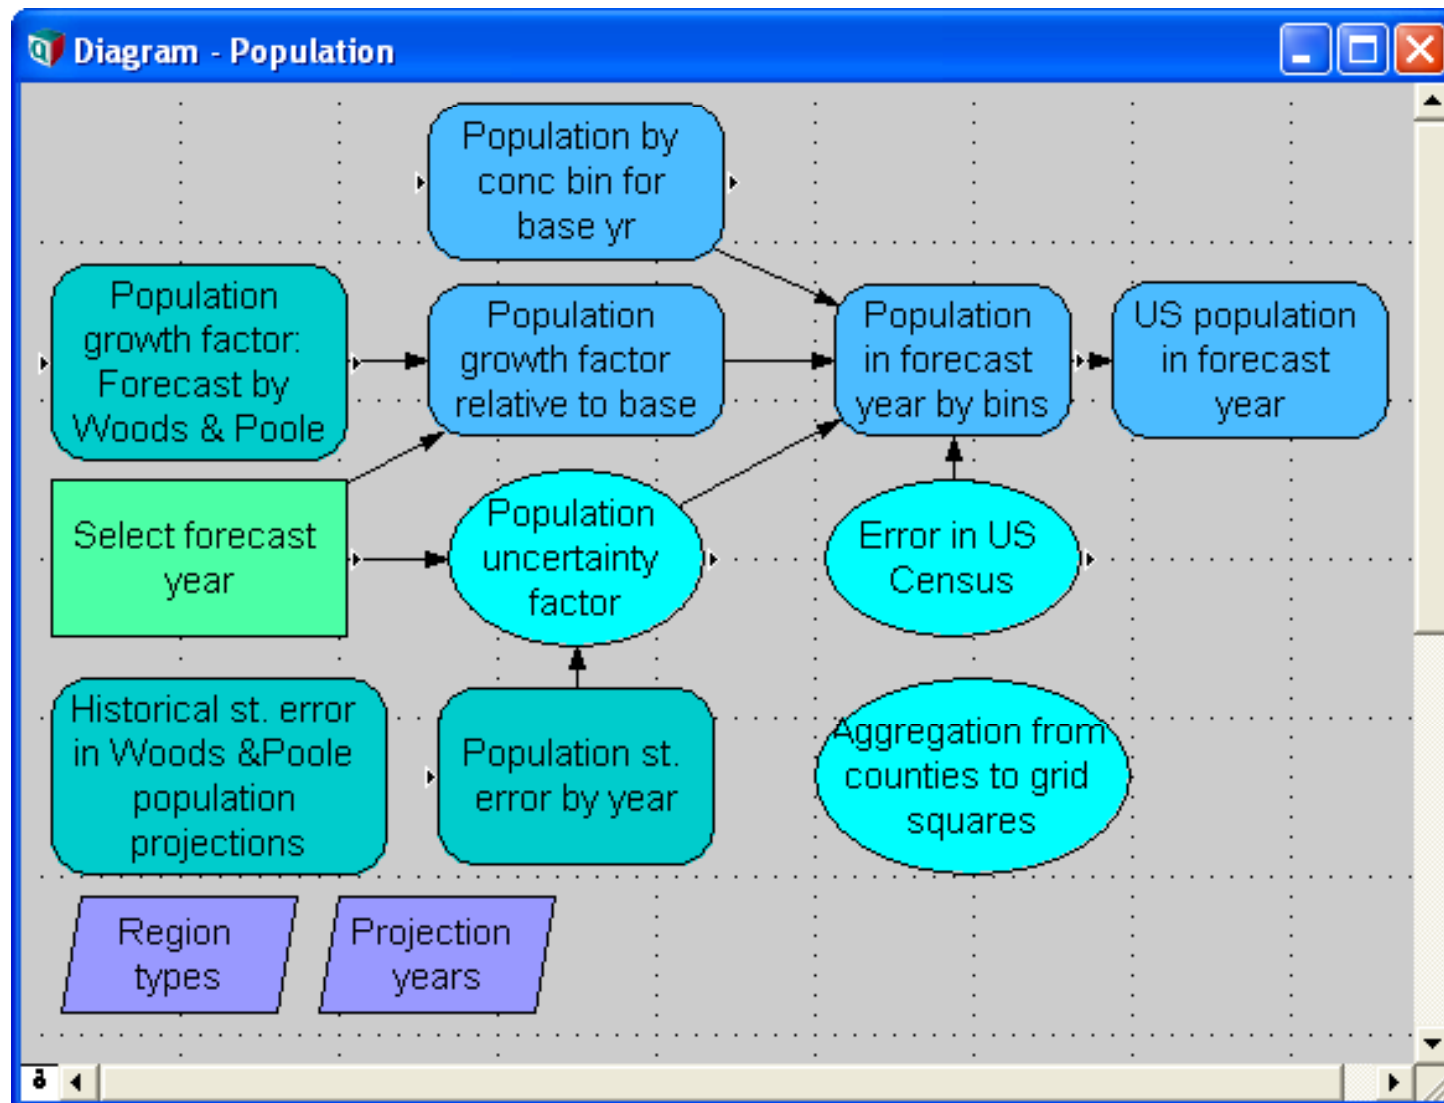 Diagram - Population
Population by
conc bin for
base yr
Population
growth factor:
Forecast by
Woods & Poole
Population
growth factor
relative to base
Population
in forecast
year by bins
US population
in forecast
year
Select forecast
year
Population
uncertainty
factor
Error in US
Census
Historical st. error
in Woods &Poole
population
projections
Population st.
error by year
Aggregation from
counties to grid
squares
Region
types
Projection
years